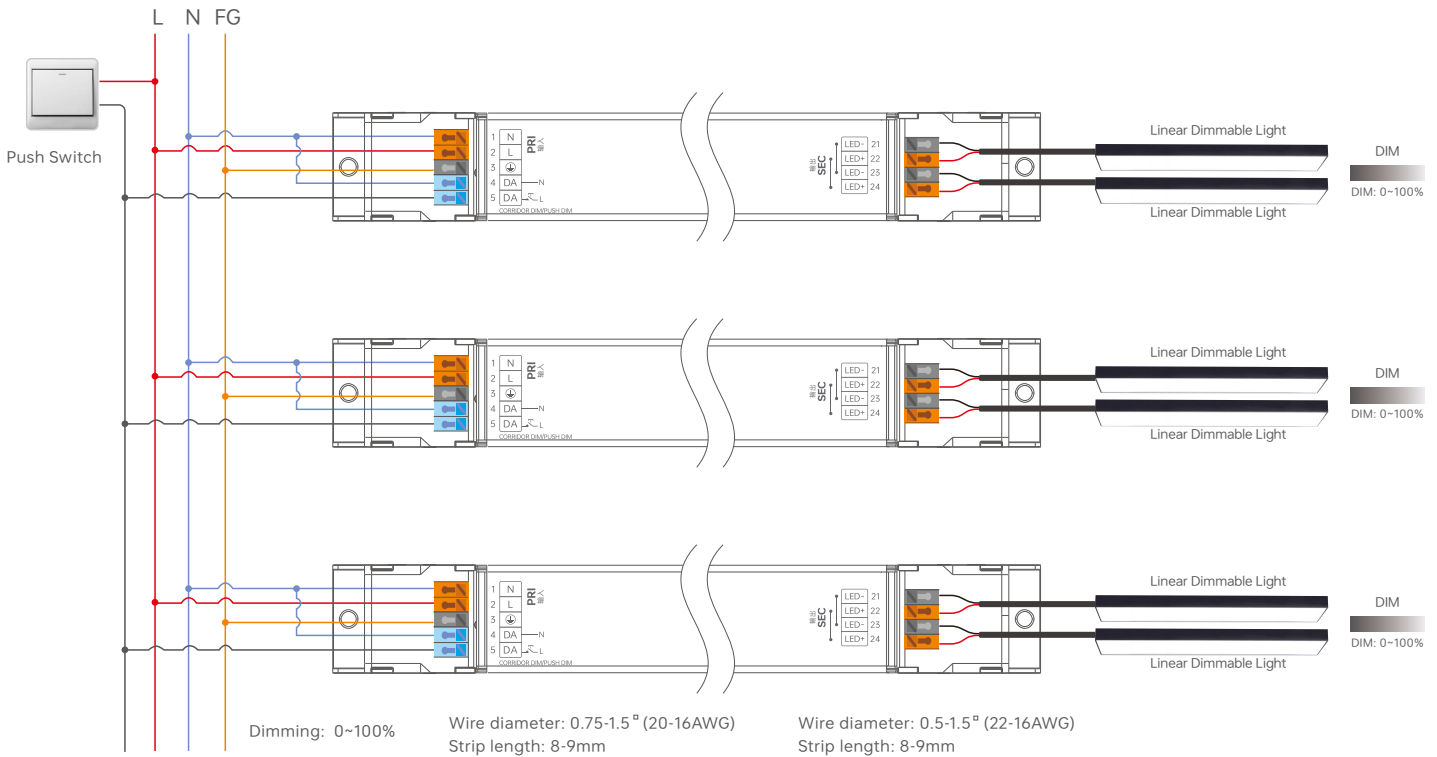 L N FG
Push Switch
1 N
2 L
3
4 DA N
5 DA L
PRI
输入
CORRIDOR DIM/PUSH DIM
输出
SEC
LED- 21
LED+ 22
LED- 23
LED+ 24
Linear Dimmable Light
Linear Dimmable Light
DIM
DIM: 0~100%
1 N
2 L
3
4 DA N
5 DA L
PRI
输入
CORRIDOR DIM/PUSH DIM
输出
SEC
LED- 21
LED+ 22
LED- 23
LED+ 24
Linear Dimmable Light
Linear Dimmable Light
DIM
DIM: 0~100%
1 N
2 L
3
4 DA N
5 DA L
PRI
输入
CORRIDOR DIM/PUSH DIM
输出
SEC
LED- 21
LED+ 22
LED- 23
LED+ 24
Linear Dimmable Light
Linear Dimmable Light
DIM
DIM: 0~100%
Dimming: 0~100%
Wire diameter: 0.75-1.5□ (20-16AWG)
Strip length: 8-9mm
Wire diameter: 0.5-1.5□ (22-16AWG)
Strip length: 8-9mm